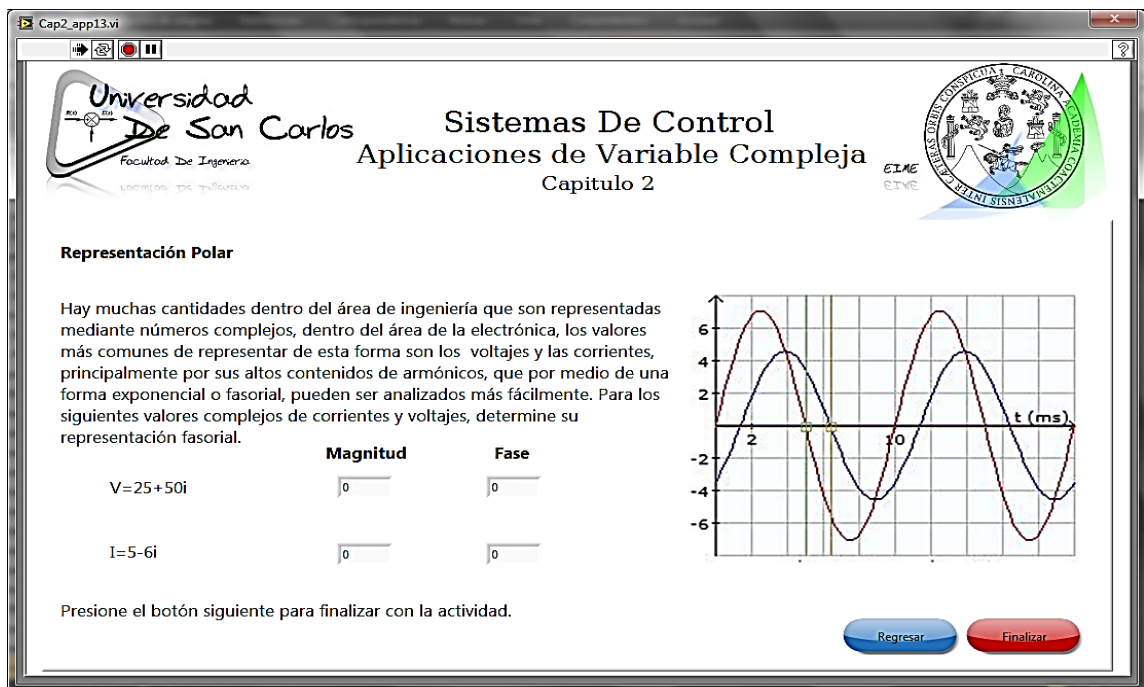 Cap2_app13.vi
Universidad
De San Carlos
Facultad De Ingenieria
Sistemas De Control
Aplicaciones de Variable Compleja
Capitulo 2
EIME
Representación Polar
Hay muchas cantidades dentro del área de ingeniería que son representadas
mediante números complejos, dentro del área de la electrónica, los valores
más comunes de representar de esta forma son los voltajes y las corrientes,
principalmente por sus altos contenidos de armónicos, que por medio de una
forma exponencial o fasorial, pueden ser analizados más fácilmente. Para los
siguientes valores complejos de corrientes y voltajes, determine su
representación fasorial.
Magnitud Fase
V=25+50i 0 0
I=5-6i 0 0
Presione el botón siguiente para finalizar con la actividad.
6
4
2
t (ms)
2 10
-2
-4
-6
Regresar Finalizar